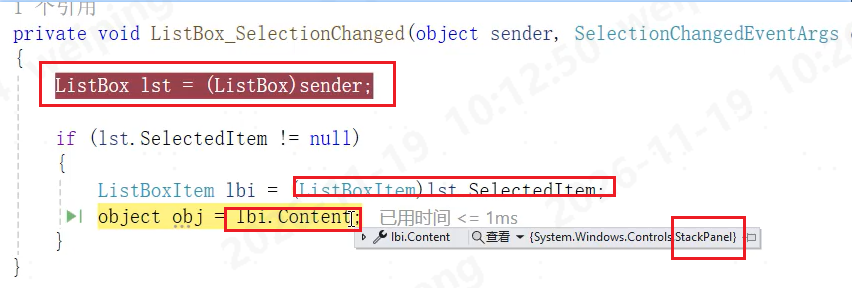 1 个引用
private void ListBox_SelectionChanged(object sender, SelectionChangedEventArgs
{
ListBox lst = (ListBox)sender;
if (lst.SelectedItem != null)
{
ListBoxItem lbi = (ListBoxItem)lst.SelectedItem;
object obj = lbi.Content; 已用时间 <= 1ms
lbi.Content 查看 {System.Windows.Controls.StackPanel}
}
}